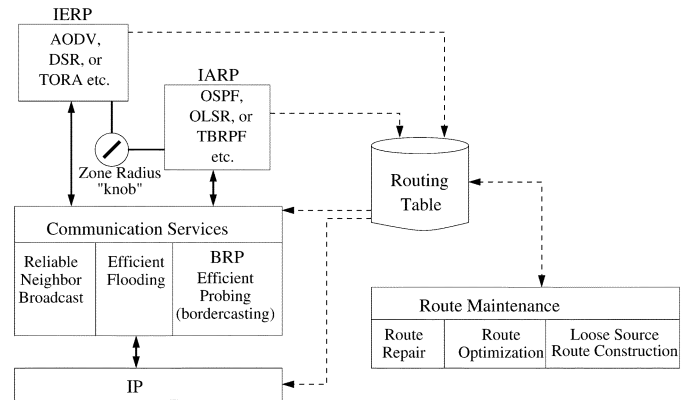 IERP
AODV,
DSR, or
TORA etc.
IARP
OSPF,
OLSR, or
TBRPF
etc.
Zone Radius
"knob"
Routing
Table
Communication Services
Reliable
Neighbor
Broadcast
Efficient
Flooding
BRP
Efficient
Probing
(bordercasting)
Route Maintenance
Route
Repair
Route
Optimization
Loose Source
Route Construction
IP